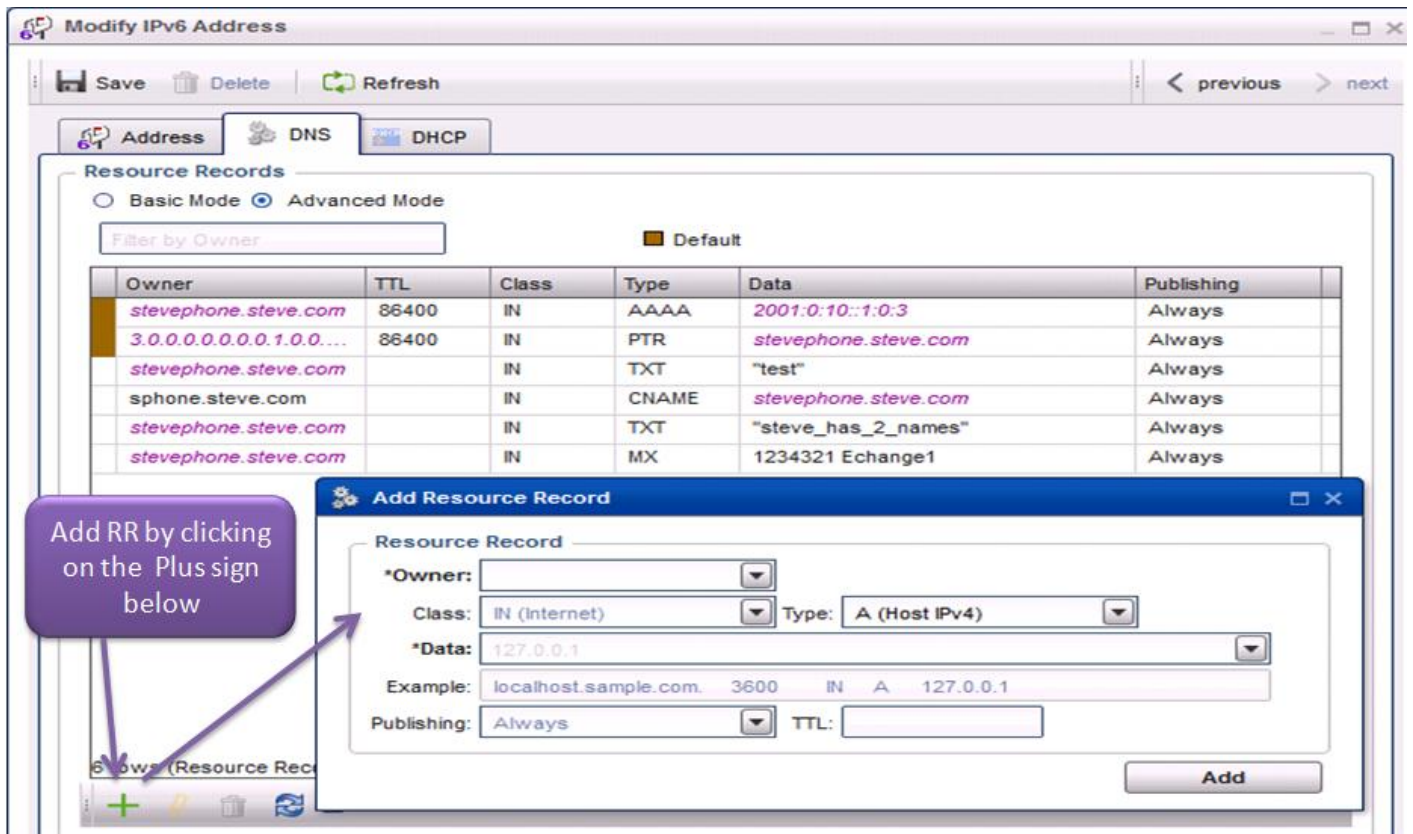 Modify IPv6 Address
Save Delete Refresh previous next
Address DNS DHCP
Resource Records
Basic Mode Advanced Mode
Filter by Owner Default
Owner TTL Class Type Data Publishing
stevephone.steve.com 86400 IN AAAA 2001:0:10::1:0:3 Always
3.0.0.0.0.0.0.1.0.0.... 86400 IN PTR stevephone.steve.com Always
stevephone.steve.com IN TXT "test" Always
sphone.steve.com IN CNAME stevephone.steve.com Always
stevephone.steve.com IN TXT "steve_has_2_names" Always
stevephone.steve.com IN MX 1234321 Echange1 Always
Add RR by clicking
on the Plus sign
below
Add Resource Record
Resource Record
*Owner:
Class: IN (Internet) Type: A (Host IPv4)
*Data: 127.0.0.1
Example: localhost.sample.com. 3600 IN A 127.0.0.1
Publishing: Always TTL:
Add
6 rows (Resource Rec